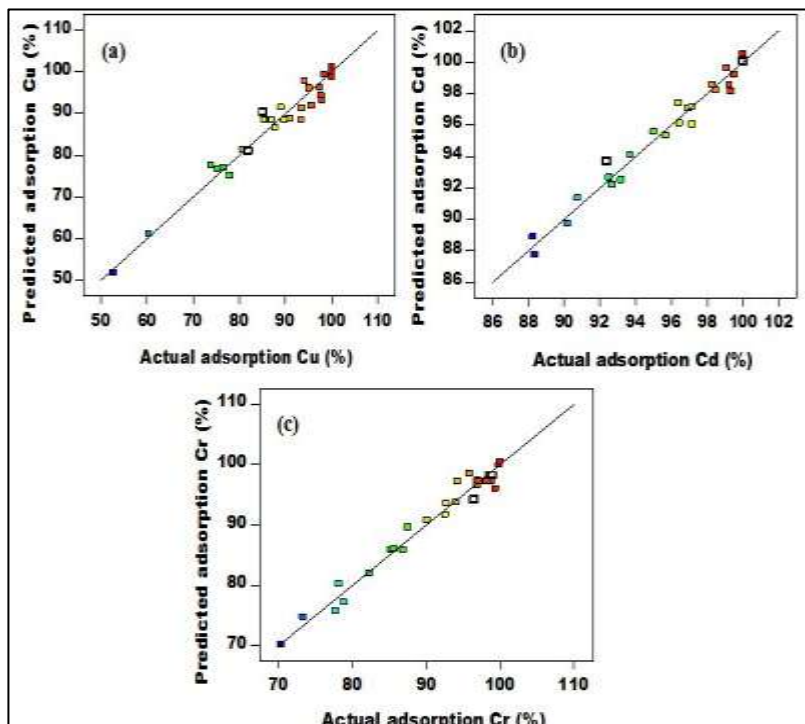 (a)
Predicted adsorption Cu (%)
110
100
90
80
70
60
50
50 60 70 80 90 100 110
Actual adsorption Cu (%)
(b)
Predicted adsorption Cd (%)
102
100
98
96
94
92
90
88
86
86 88 90 92 94 96 98 100 102
Actual adsorption Cd (%)
(c)
Predicted adsorption Cr (%)
110
100
90
80
70
70 80 90 100 110
Actual adsorption Cr (%)